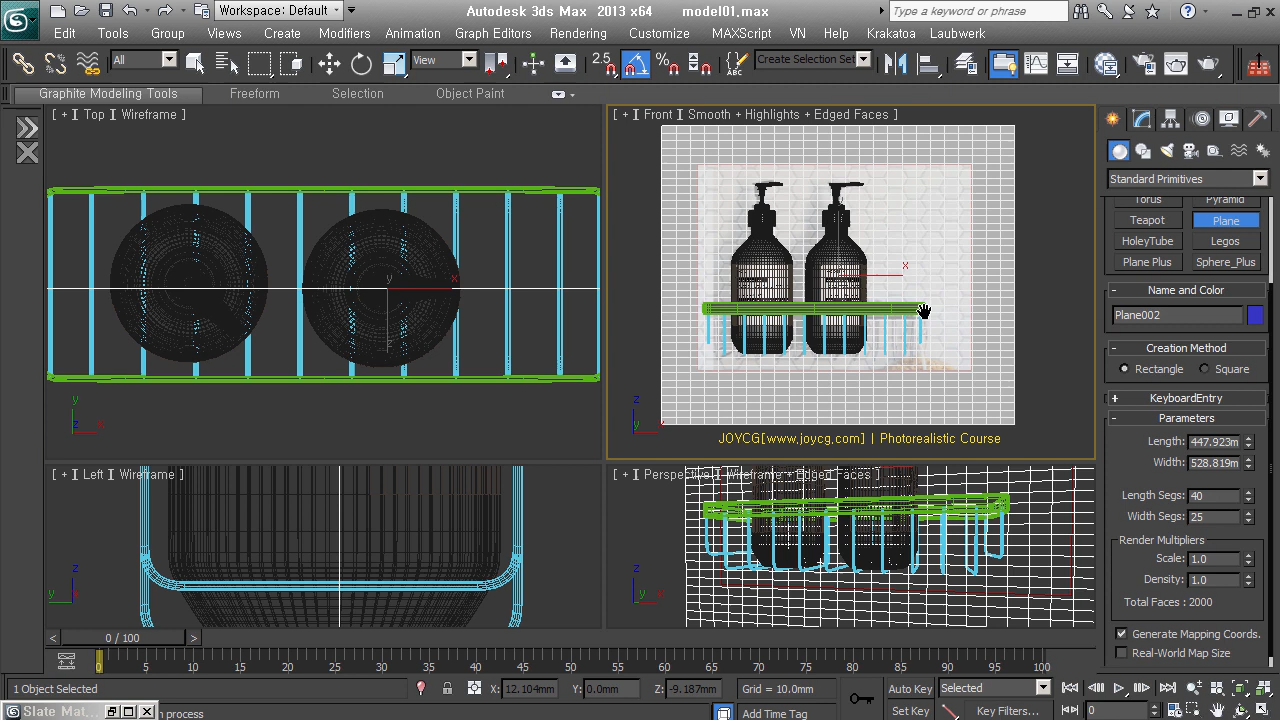 Workspace: Default
Autodesk 3ds Max 2013 x64 model01.max
Type a keyword or phrase
Edit Tools Group Views Create Modifiers Animation Graph Editors Rendering Customize MAXScript VN Help Krakatoa Laubwerk
All View 2.5 Create Selection Set
Graphite Modeling Tools Freeform Selection Object Paint
[ + ] Top ] Wireframe ]
[ + ] Front ] Smooth + Highlights + Edged Faces ]
Standard Primitives
Torus Pyramid
Teapot Plane
HoleyTube Legos
Plane Plus Sphere_Plus
- Name and Color
Plane002
- Creation Method
Rectangle Square
+ KeyboardEntry
- Parameters
Length: 447.923m
Width: 528.819m
Length Segs: 40
Width Segs: 25
Render Multipliers
Scale: 1.0
Density: 1.0
Total Faces : 2000
Generate Mapping Coords.
Real-World Map Size
y x
z
y
z x
x
z
y
JOYCG[www.joycg.com] | Photorealistic Course
[ + ] Left ] Wireframe ]
[ + ] Perspective ] Wireframe + Edged Faces ]
z
y
z
< 0 / 100 >
0 5 10 15 20 25 30 35 40 45 50 55 60 65 70 75 80 85 90 95 100
1 Object Selected X: 12.104mm Y: 0.0mm Z: -9.187mm Grid = 10.0mm Auto Key Selected
Slate Mat... in process Add Time Tag Set Key Key Filters... 0